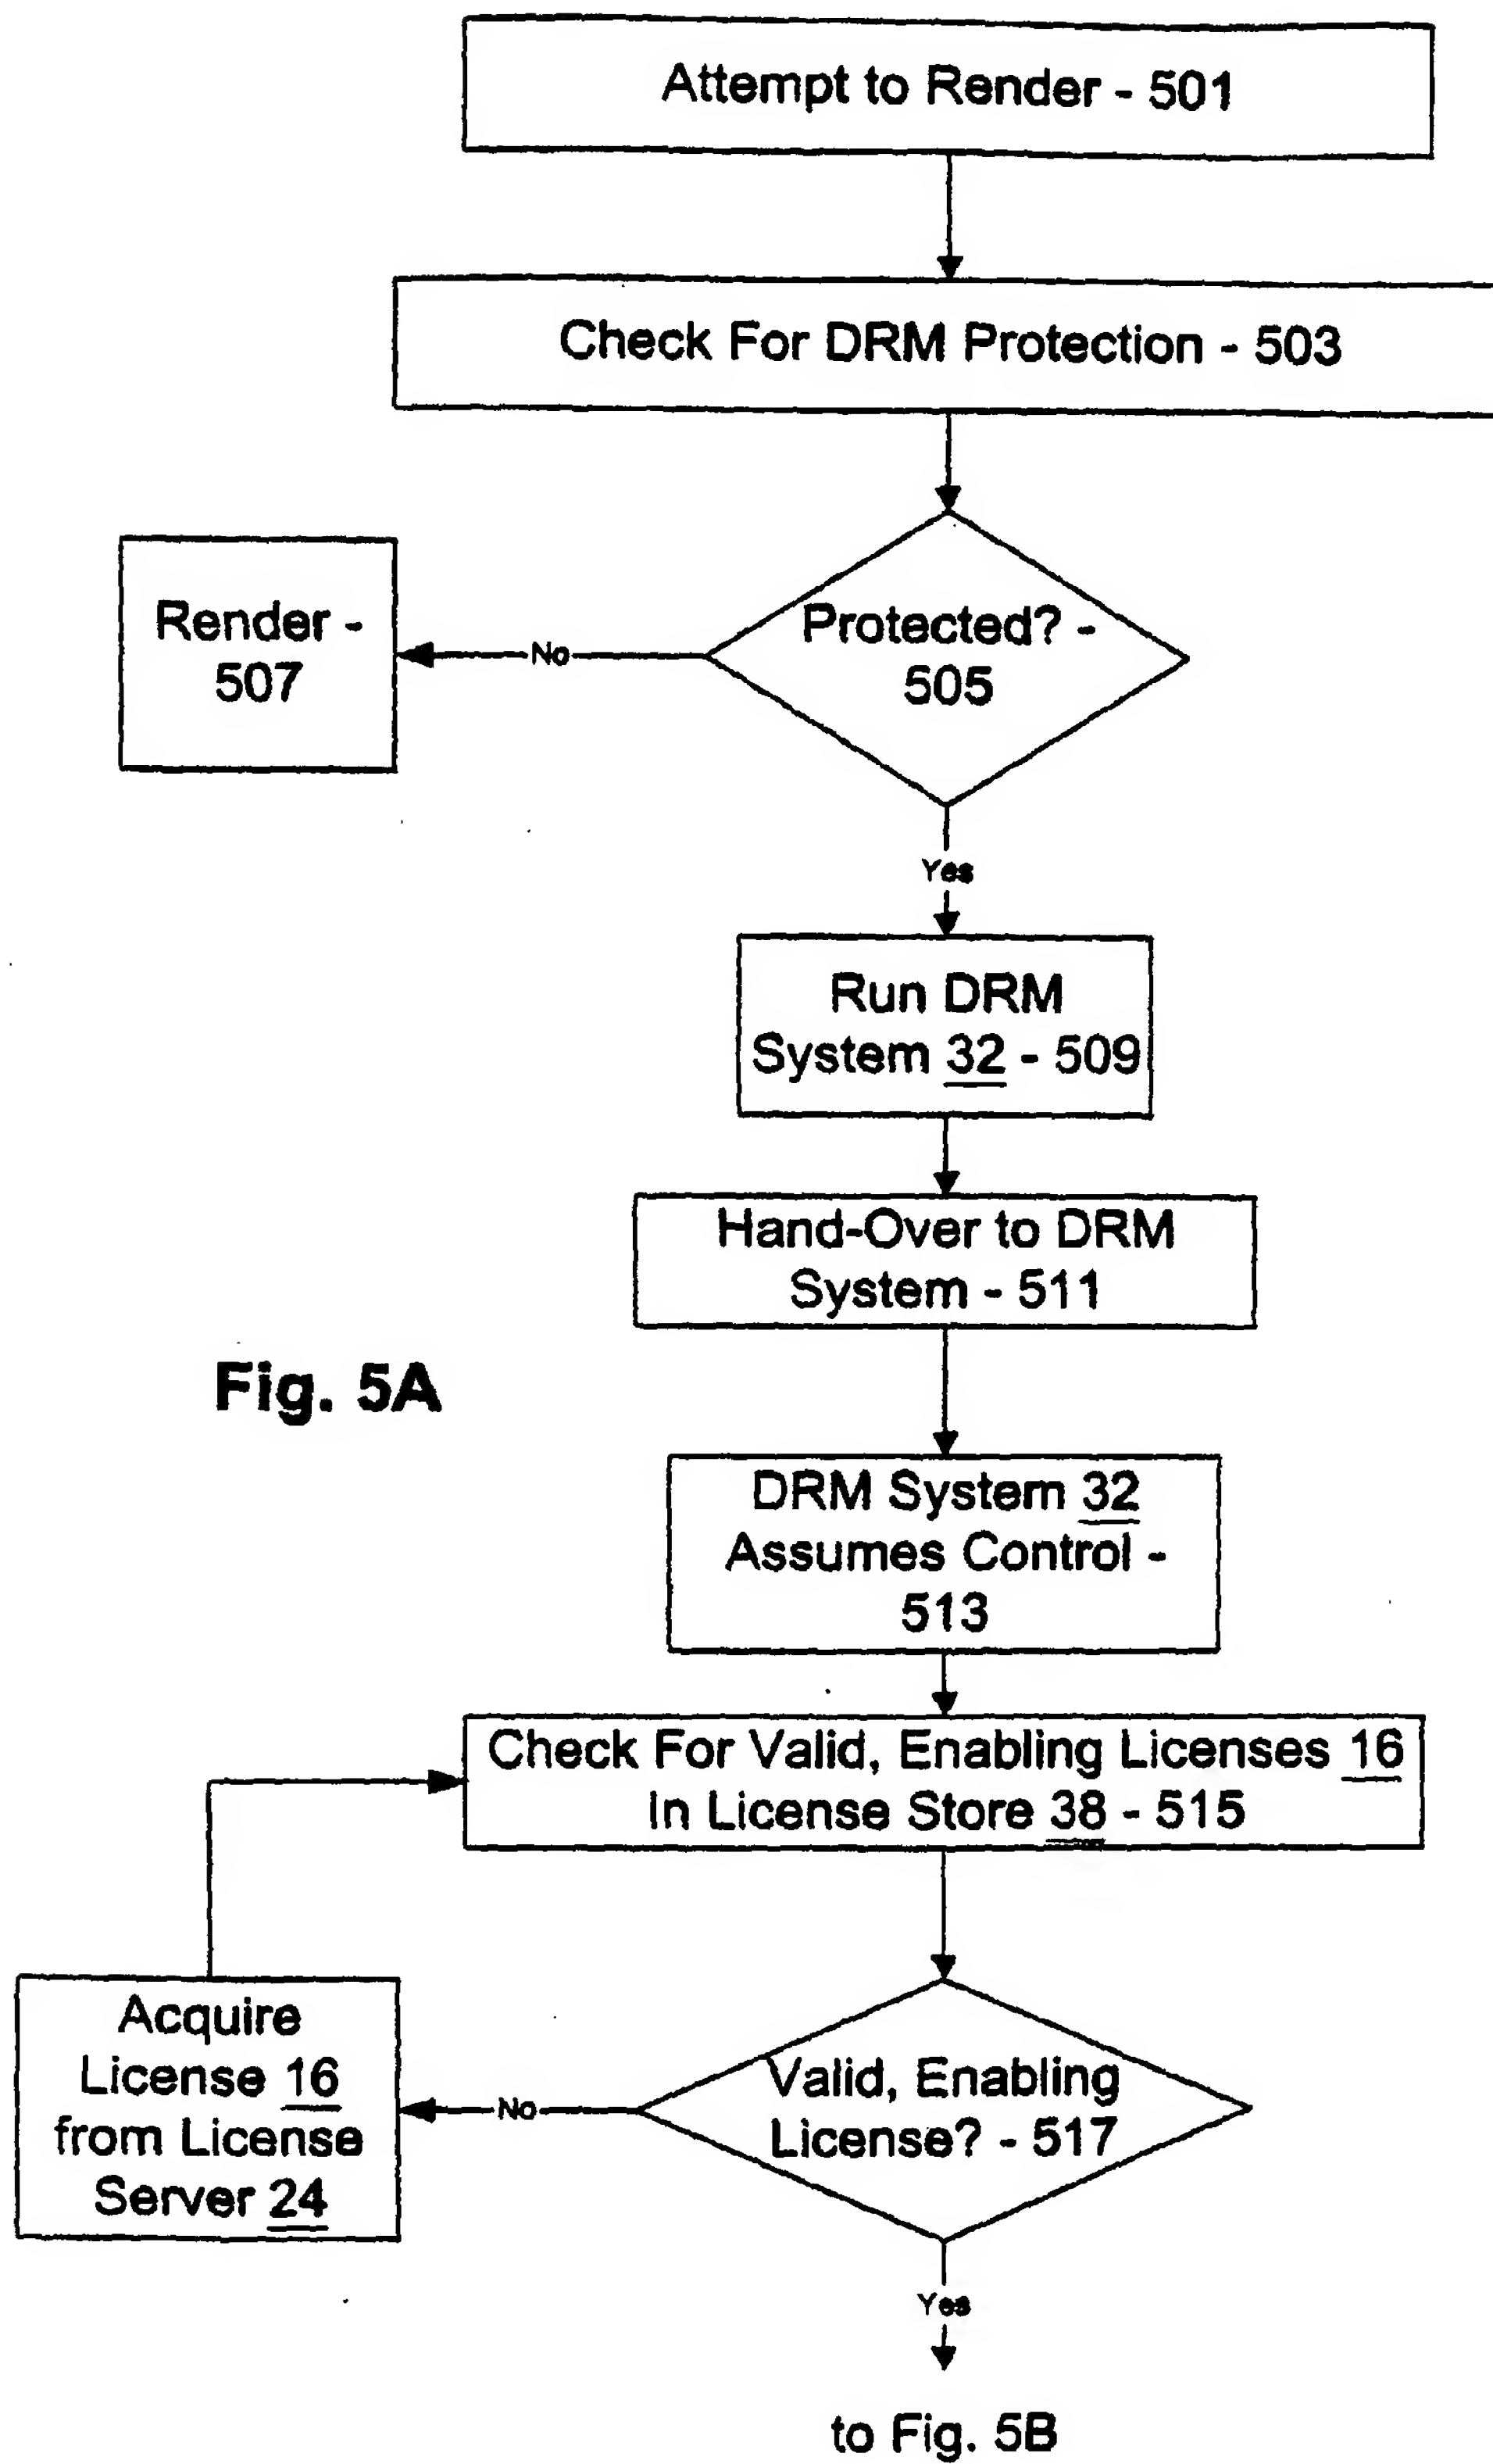 Attempt to Render - 501
Check For DRM Protection - 503
Protected? -
505
No
Render -
507
Yes
Run DRM
System 32 - 509
Hand-Over to DRM
System - 511
Fig. 5A
DRM System 32
Assumes Control -
513
Check For Valid, Enabling Licenses 16
In License Store 38 - 515
Valid, Enabling
License? - 517
No
Acquire
License 16
from License
Server 24
Yes
to Fig. 5B